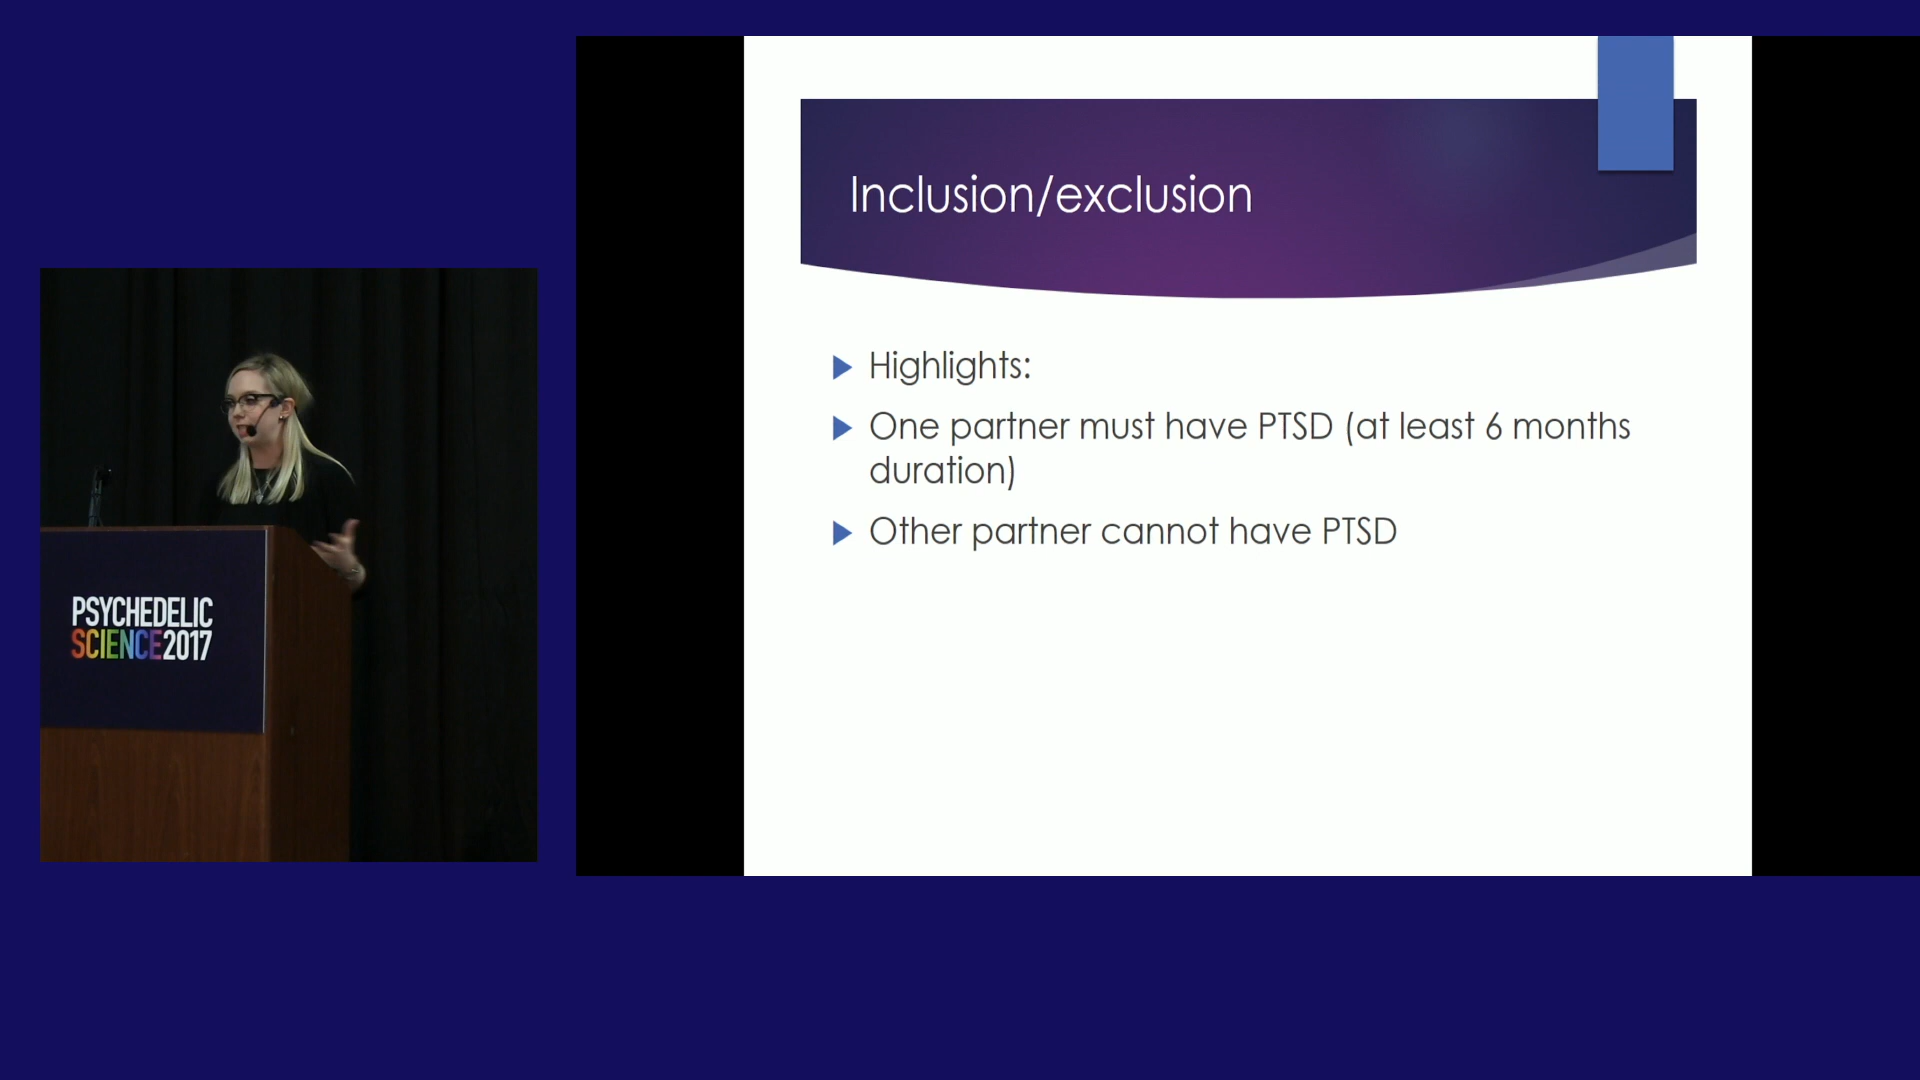 Inclusion/exclusion
Highlights:
One partner must have PTSD (at least 6 months
duration)
Other partner cannot have PTSD
PSYCHEDELIC
SCIENCE2017